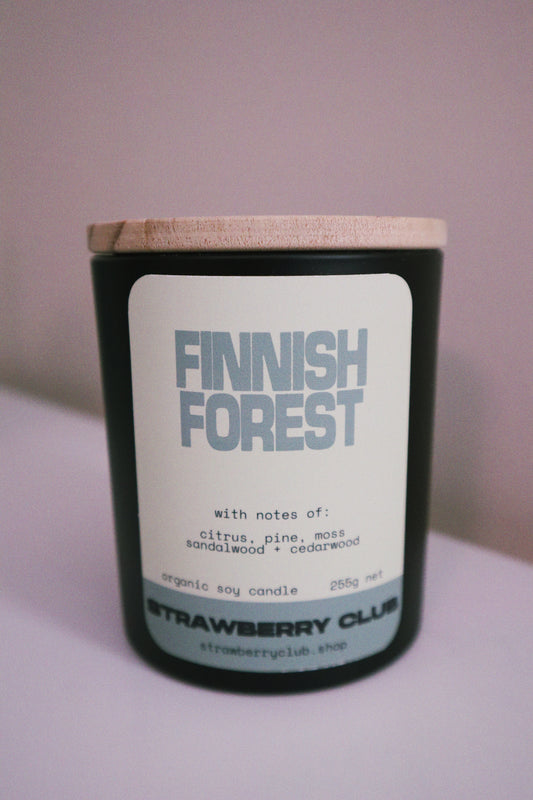 FINNISH
FOREST
with notes of:
citrus, pine, moss
sandalwood + cedarwood
organic soy candle 255g net
STRAWBERRY CLUB
strawberryclub.shop